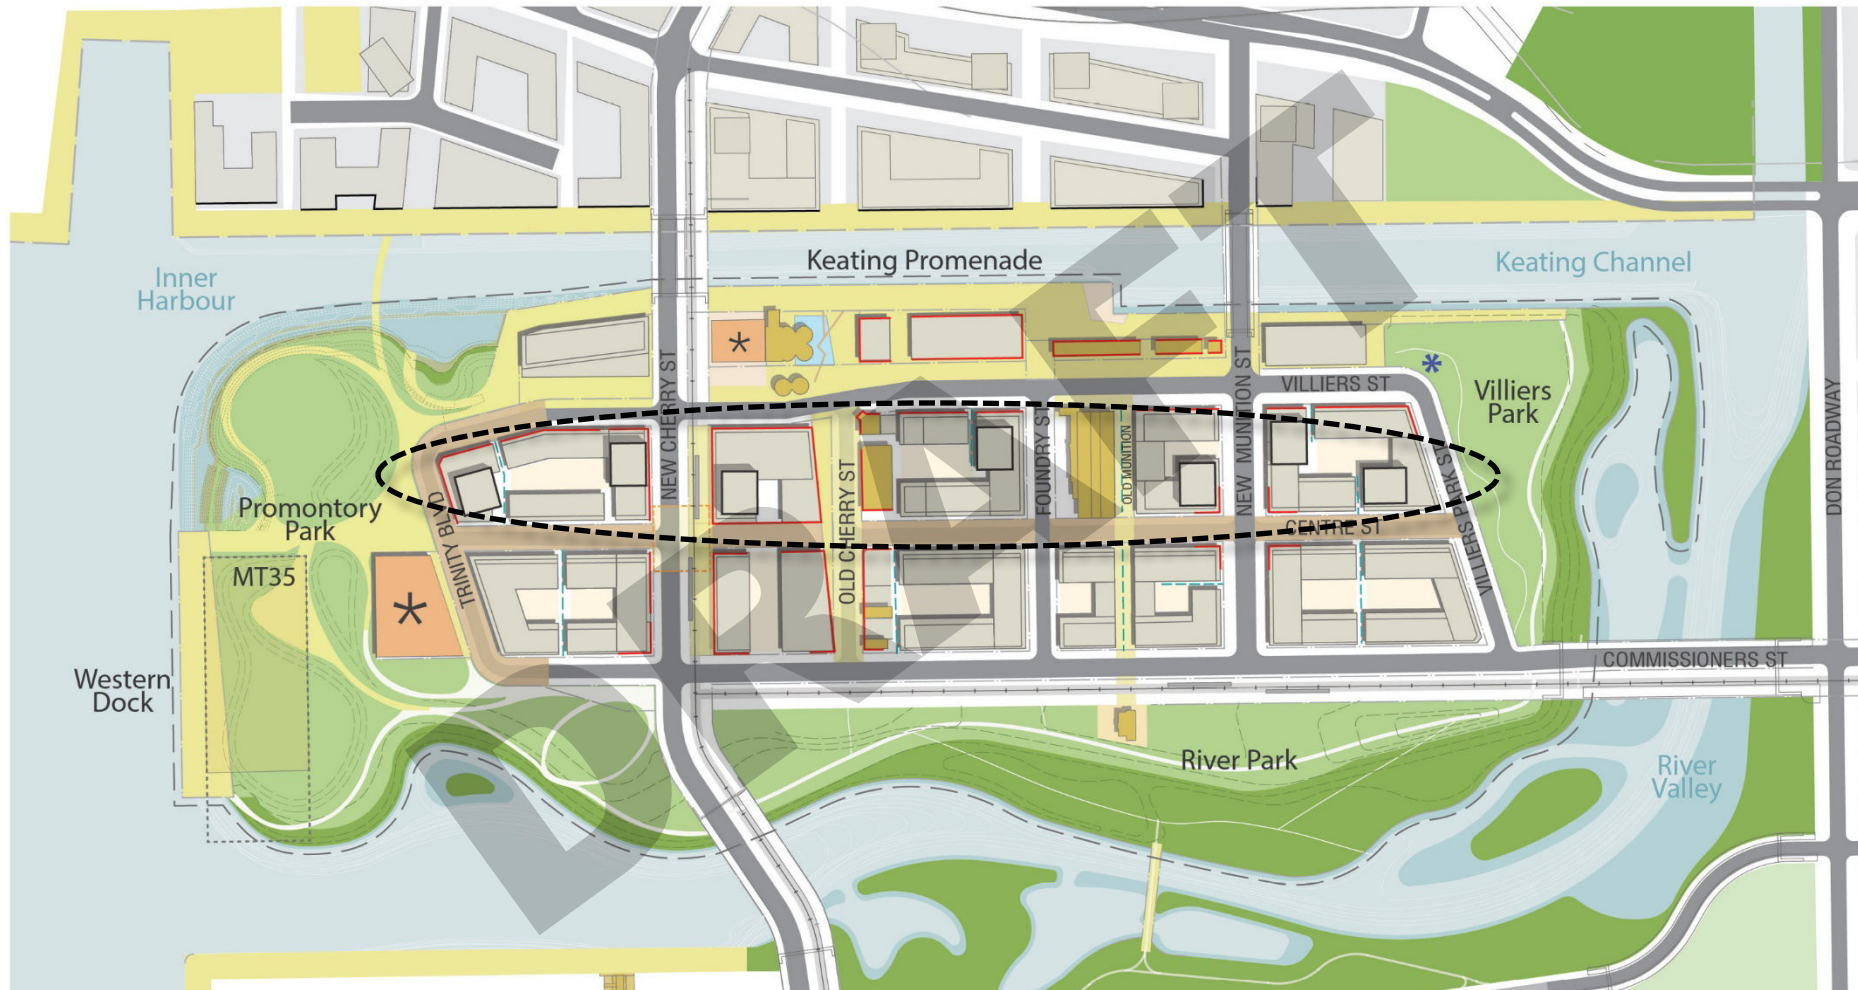 Keating Promenade
Keating Channel
Inner
Harbour
NEW CHERRY ST
NEW MUNITION ST
VILLIERS ST
Villiers
Park
OLD CHERRY ST
FOUNDRY ST
OLD MUNITION
VILLIERS PARK ST
DON ROADWAY
Promontory
Park
TRINITY BLVD
CENTRE ST
MT35
*
*
*
Western
Dock
COMMISSIONERS ST
River Park
River
Valley
DRAFT